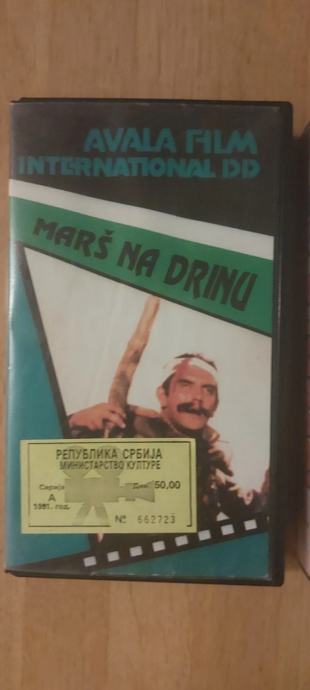 AVALA FILM
INTERNATIONAL DD
MARŠ NA DRINU
РЕПУБЛИКА СРБИЈА
МИНИСТАРСТВО КУЛТУРЕ
Серија Дин. 50,00
А
1991. год.
№ 662723